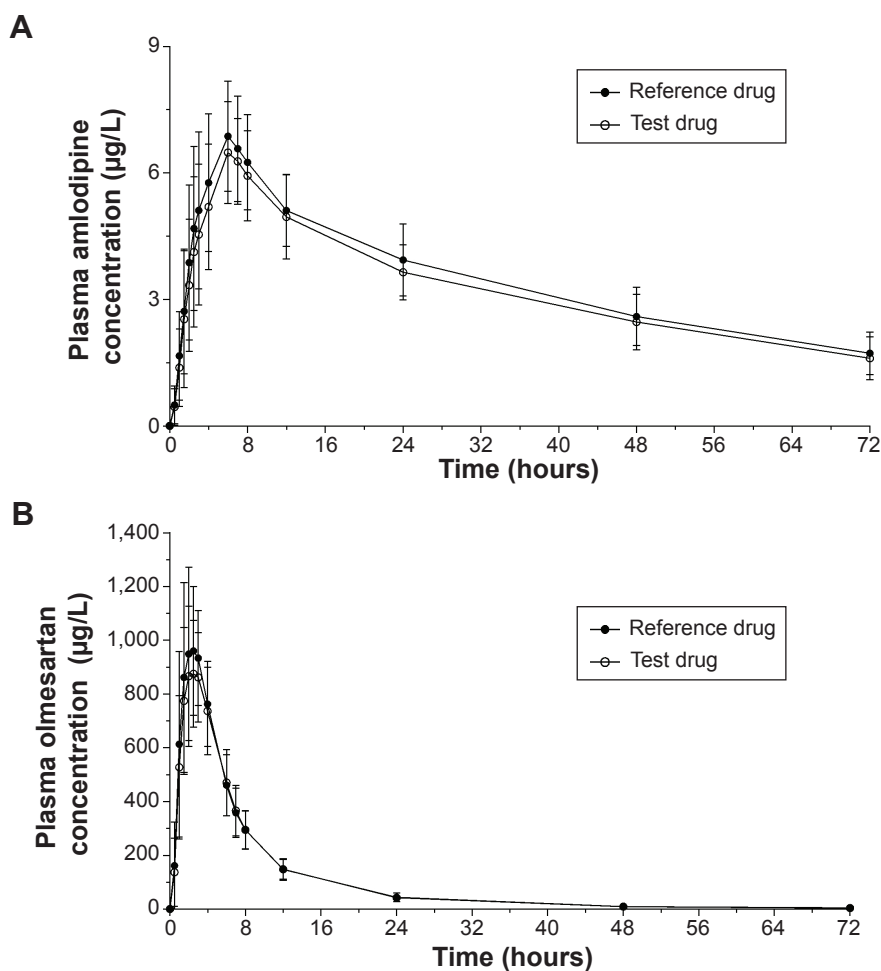 A
9
6
3
0
Plasma amlodipine
concentration (µg/L)
Reference drug
Test drug
0 8 16 24 32 40 48 56 64 72
Time (hours)
B
1,400
1,200
1,000
800
600
400
200
0
Plasma olmesartan
concentration (µg/L)
Reference drug
Test drug
0 8 16 24 32 40 48 56 64 72
Time (hours)